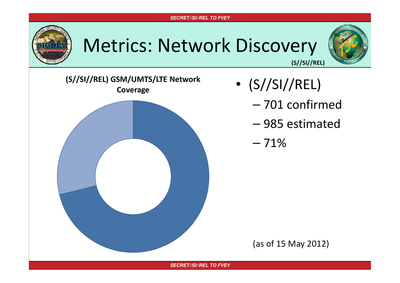 SECRET//SI//REL TO FVEY
SIGDEV
Metrics: Network Discovery
(S//SI//REL)
(S//SI//REL) GSM/UMTS/LTE Network
Coverage
• (S//SI//REL)
– 701 confirmed
– 985 estimated
– 71%
(as of 15 May 2012)
SECRET//SI//REL TO FVEY